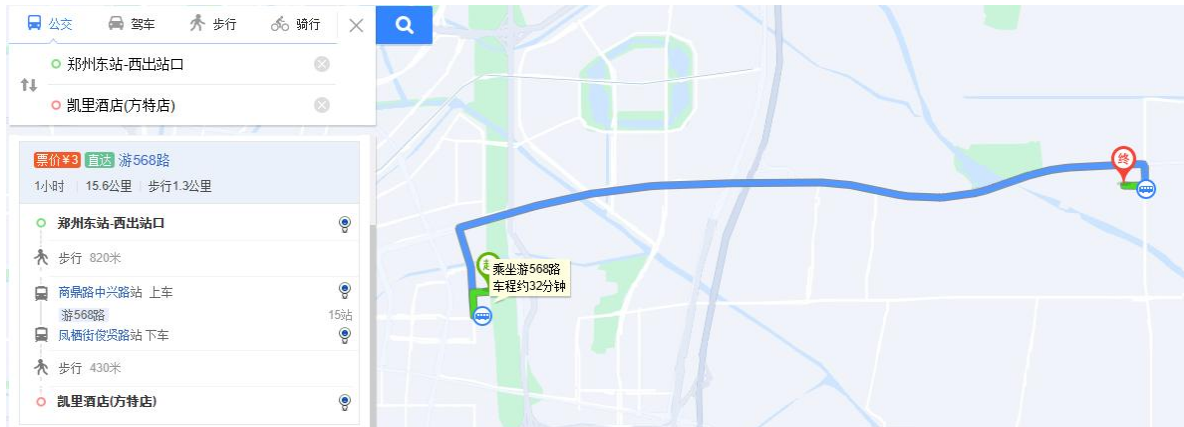 公交 驾车 步行 骑行
郑州东站-西出站口
凯里酒店(方特店)
票价¥3 直达 游568路
1小时 15.6公里 步行1.3公里
郑州东站-西出站口
步行 820米
商鼎路中兴路站 上车
游568路 15站
凤栖街俊贤路站 下车
步行 430米
凯里酒店(方特店)
终
乘坐游568路
车程约32分钟